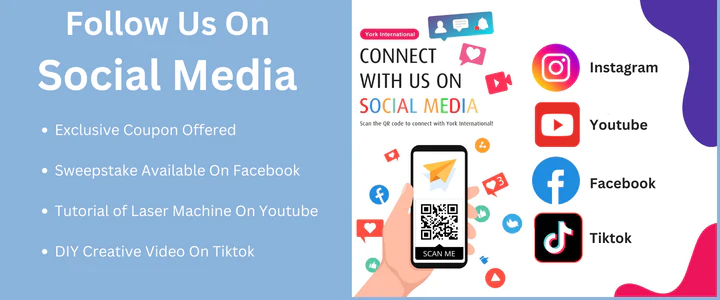 Follow Us On
Social Media
Exclusive Coupon Offered
Sweepstake Available On Facebook
Tutorial of Laser Machine On Youtube
DIY Creative Video On Tiktok
York International
CONNECT
WITH US ON
SOCIAL MEDIA
Scan the QR code to connect with York International!
3
SCAN ME
Instagram
Youtube
Facebook
Tiktok